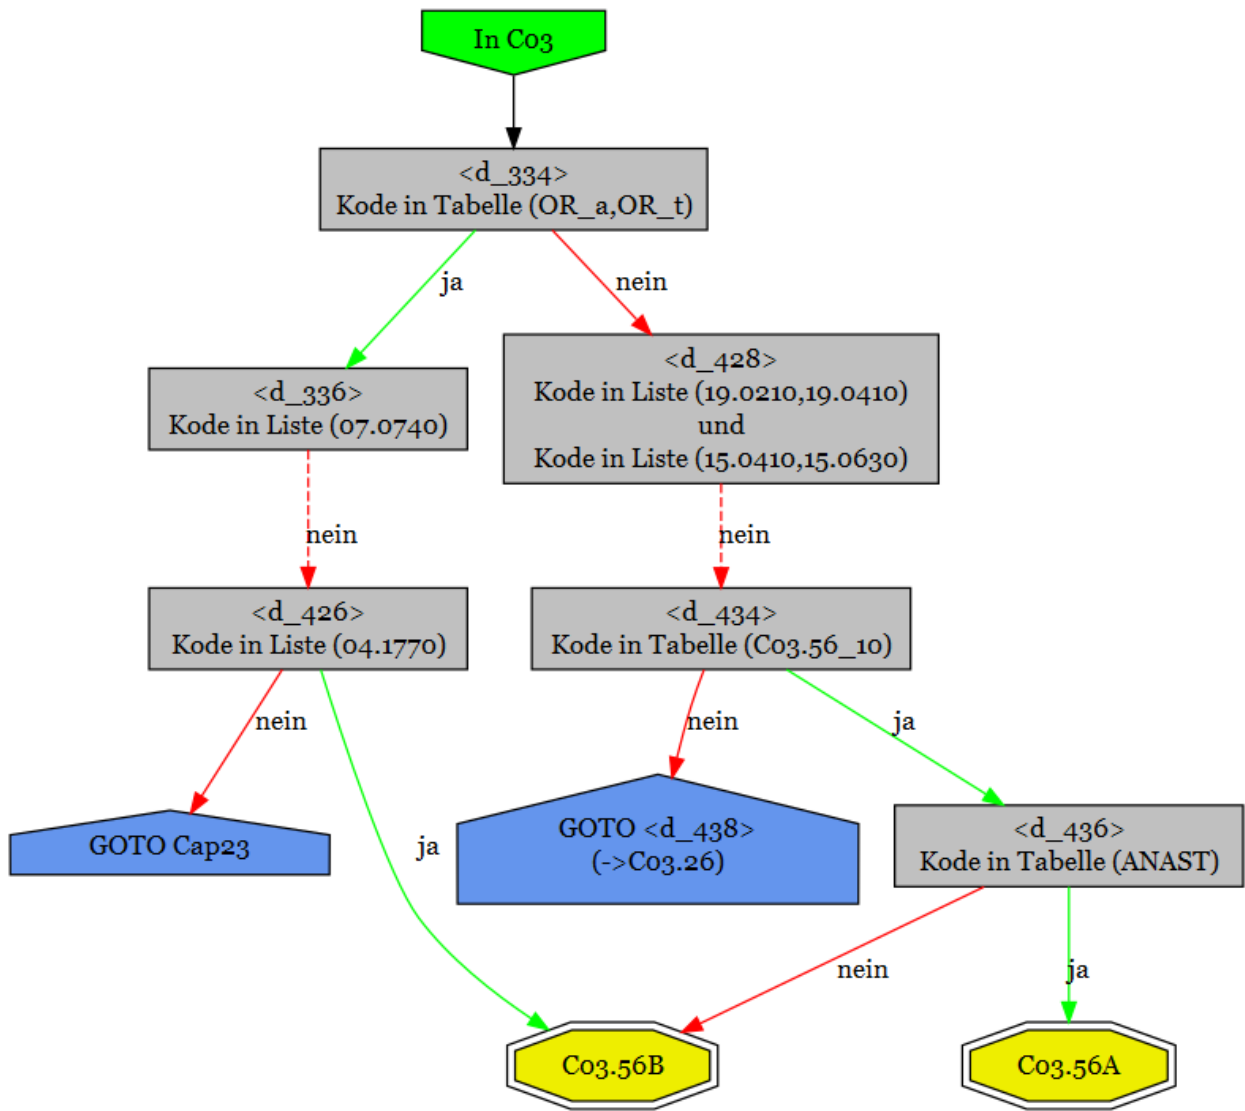 In C03
<d_334>
Kode in Tabelle (OR_a,OR_t)
ja
nein
<d_336>
Kode in Liste (07.0740)
<d_428>
Kode in Liste (19.0210,19.0410)
und
Kode in Liste (15.0410,15.0630)
nein
nein
<d_426>
Kode in Liste (04.1770)
<d_434>
Kode in Tabelle (C03.56_10)
nein
nein
ja
GOTO Cap23
ja
GOTO <d_438>
(->C03.26)
<d_436>
Kode in Tabelle (ANAST)
nein
ja
C03.56B
C03.56A